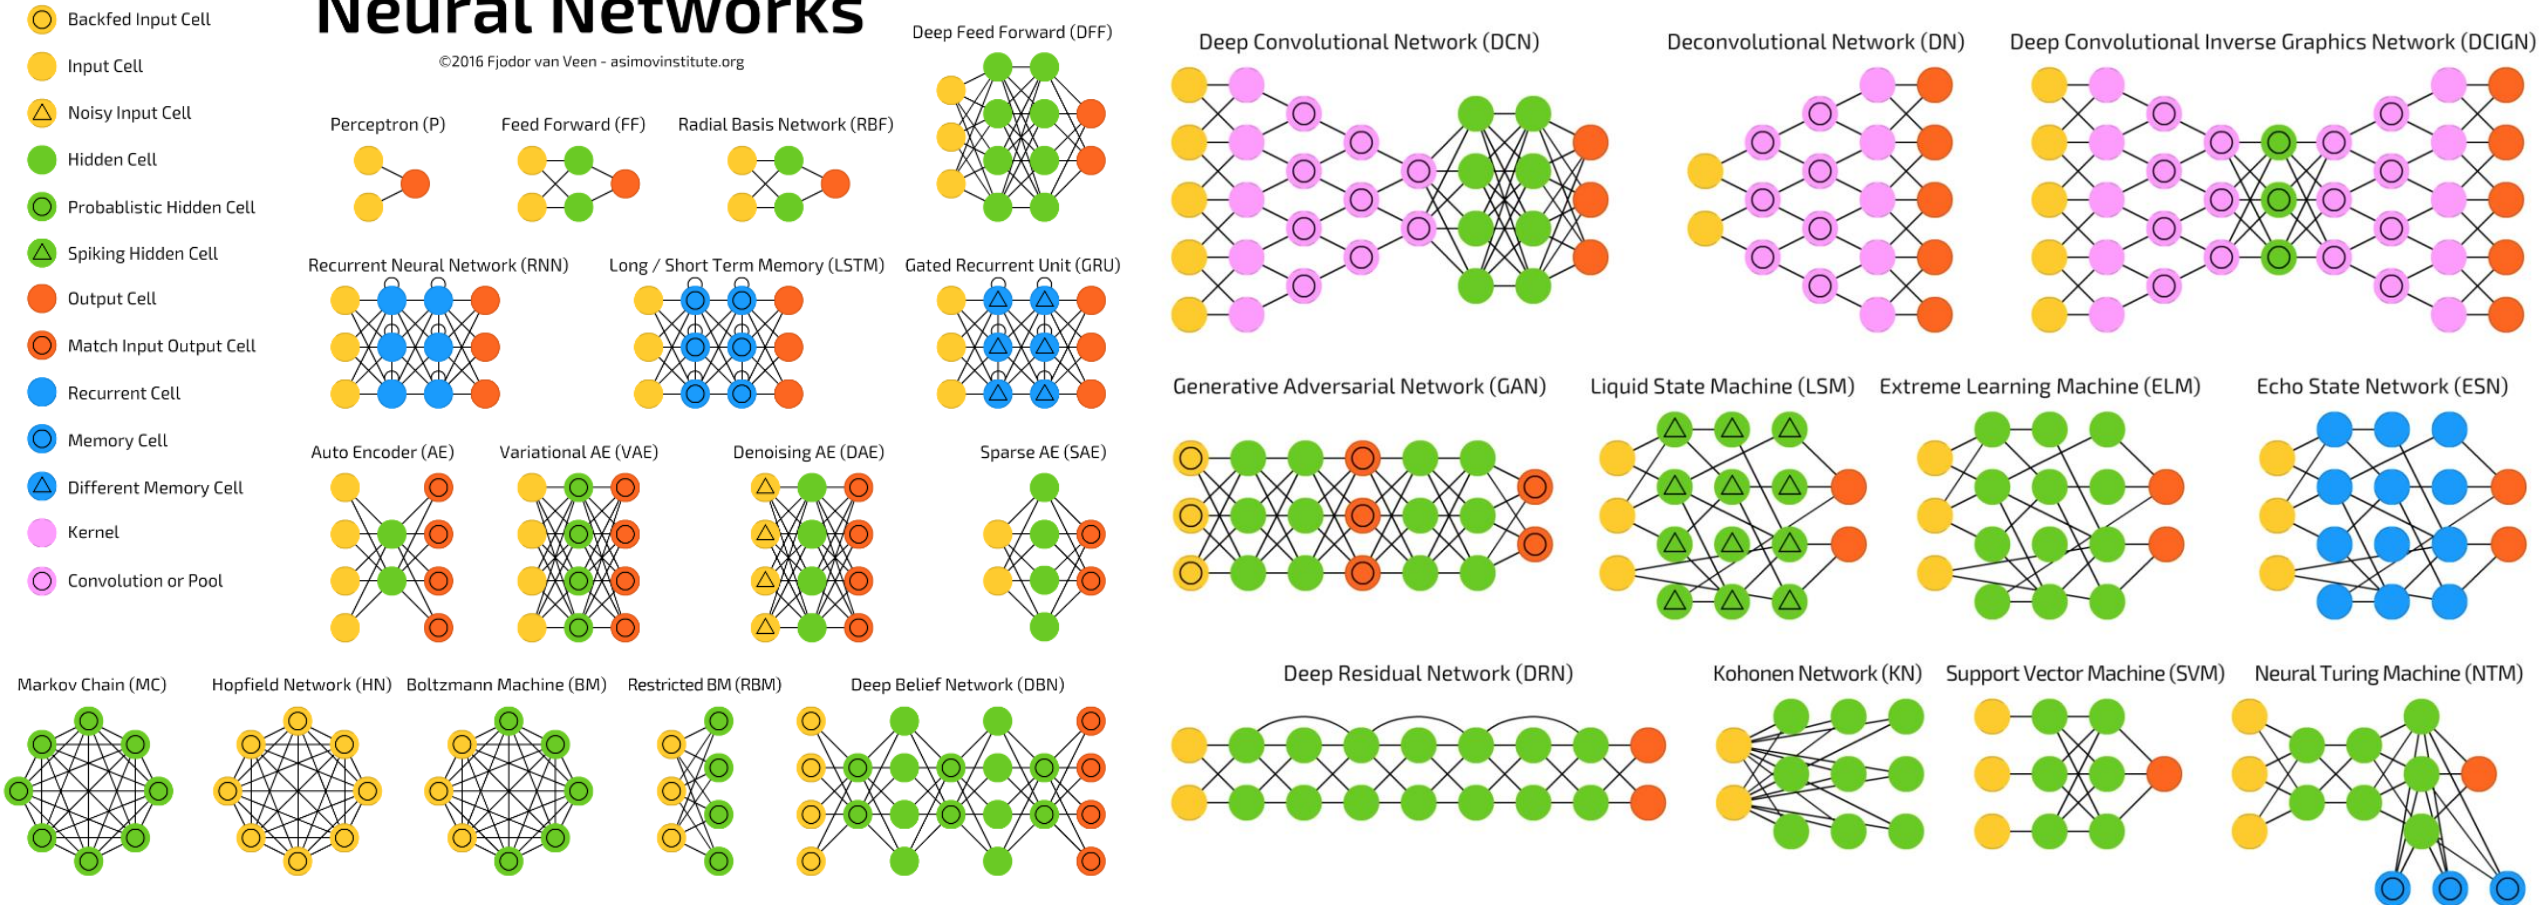 Neural Networks
©2016 Fjodor van Veen - asimovinstitute.org
Backfed Input Cell
Input Cell
Noisy Input Cell
Hidden Cell
Probablistic Hidden Cell
Spiking Hidden Cell
Output Cell
Match Input Output Cell
Recurrent Cell
Memory Cell
Different Memory Cell
Kernel
Convolution or Pool
Perceptron (P)
Feed Forward (FF)
Radial Basis Network (RBF)
Deep Feed Forward (DFF)
Recurrent Neural Network (RNN)
Long / Short Term Memory (LSTM)
Gated Recurrent Unit (GRU)
Auto Encoder (AE)
Variational AE (VAE)
Denoising AE (DAE)
Sparse AE (SAE)
Markov Chain (MC)
Hopfield Network (HN)
Boltzmann Machine (BM)
Restricted BM (RBM)
Deep Belief Network (DBN)
Deep Convolutional Network (DCN)
Deconvolutional Network (DN)
Deep Convolutional Inverse Graphics Network (DCIGN)
Generative Adversarial Network (GAN)
Liquid State Machine (LSM)
Extreme Learning Machine (ELM)
Echo State Network (ESN)
Deep Residual Network (DRN)
Kohonen Network (KN)
Support Vector Machine (SVM)
Neural Turing Machine (NTM)